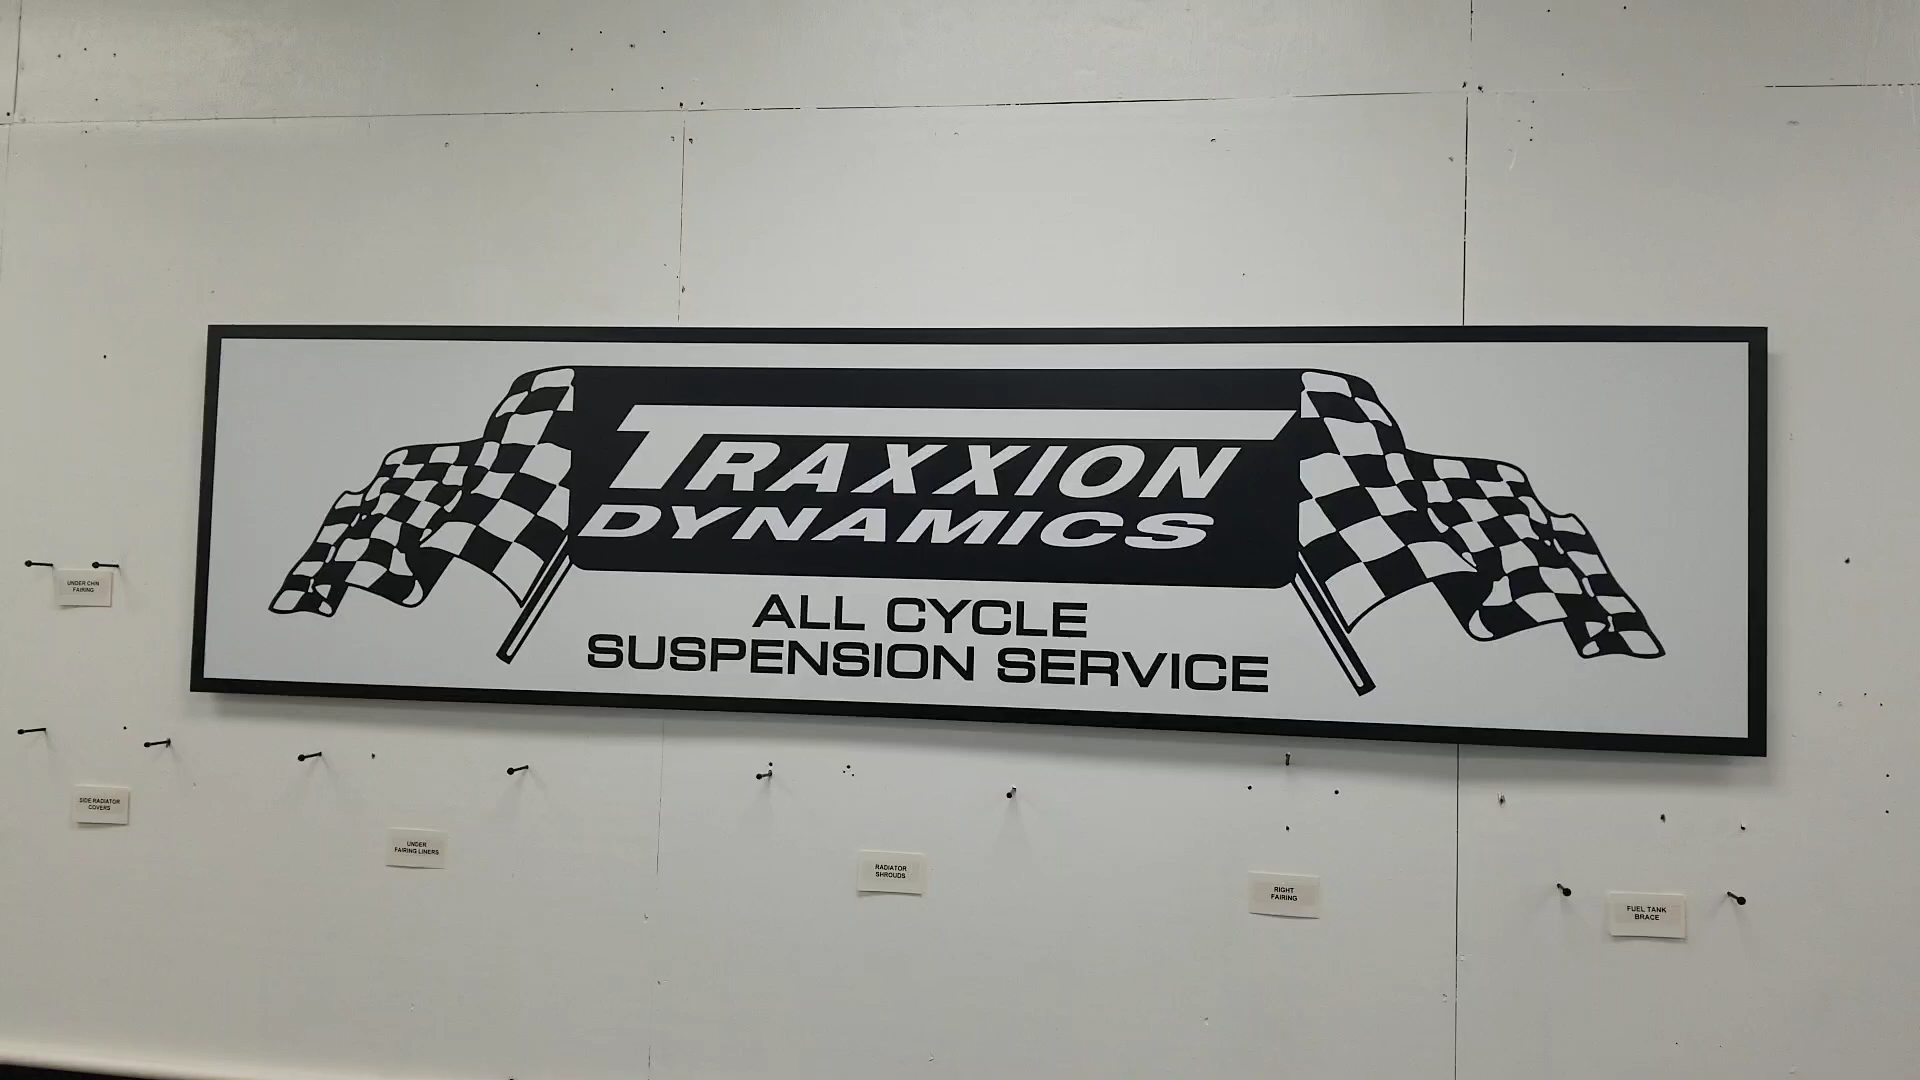 TRAXXION
DYNAMICS
ALL CYCLE
SUSPENSION SERVICE
UNDER CHIN
FAIRING
SIDE RADIATOR
COVERS
UNDER
FAIRING LINERS
RADIATOR
SHROUDS
RIGHT
FAIRING
FUEL TANK
BRACE